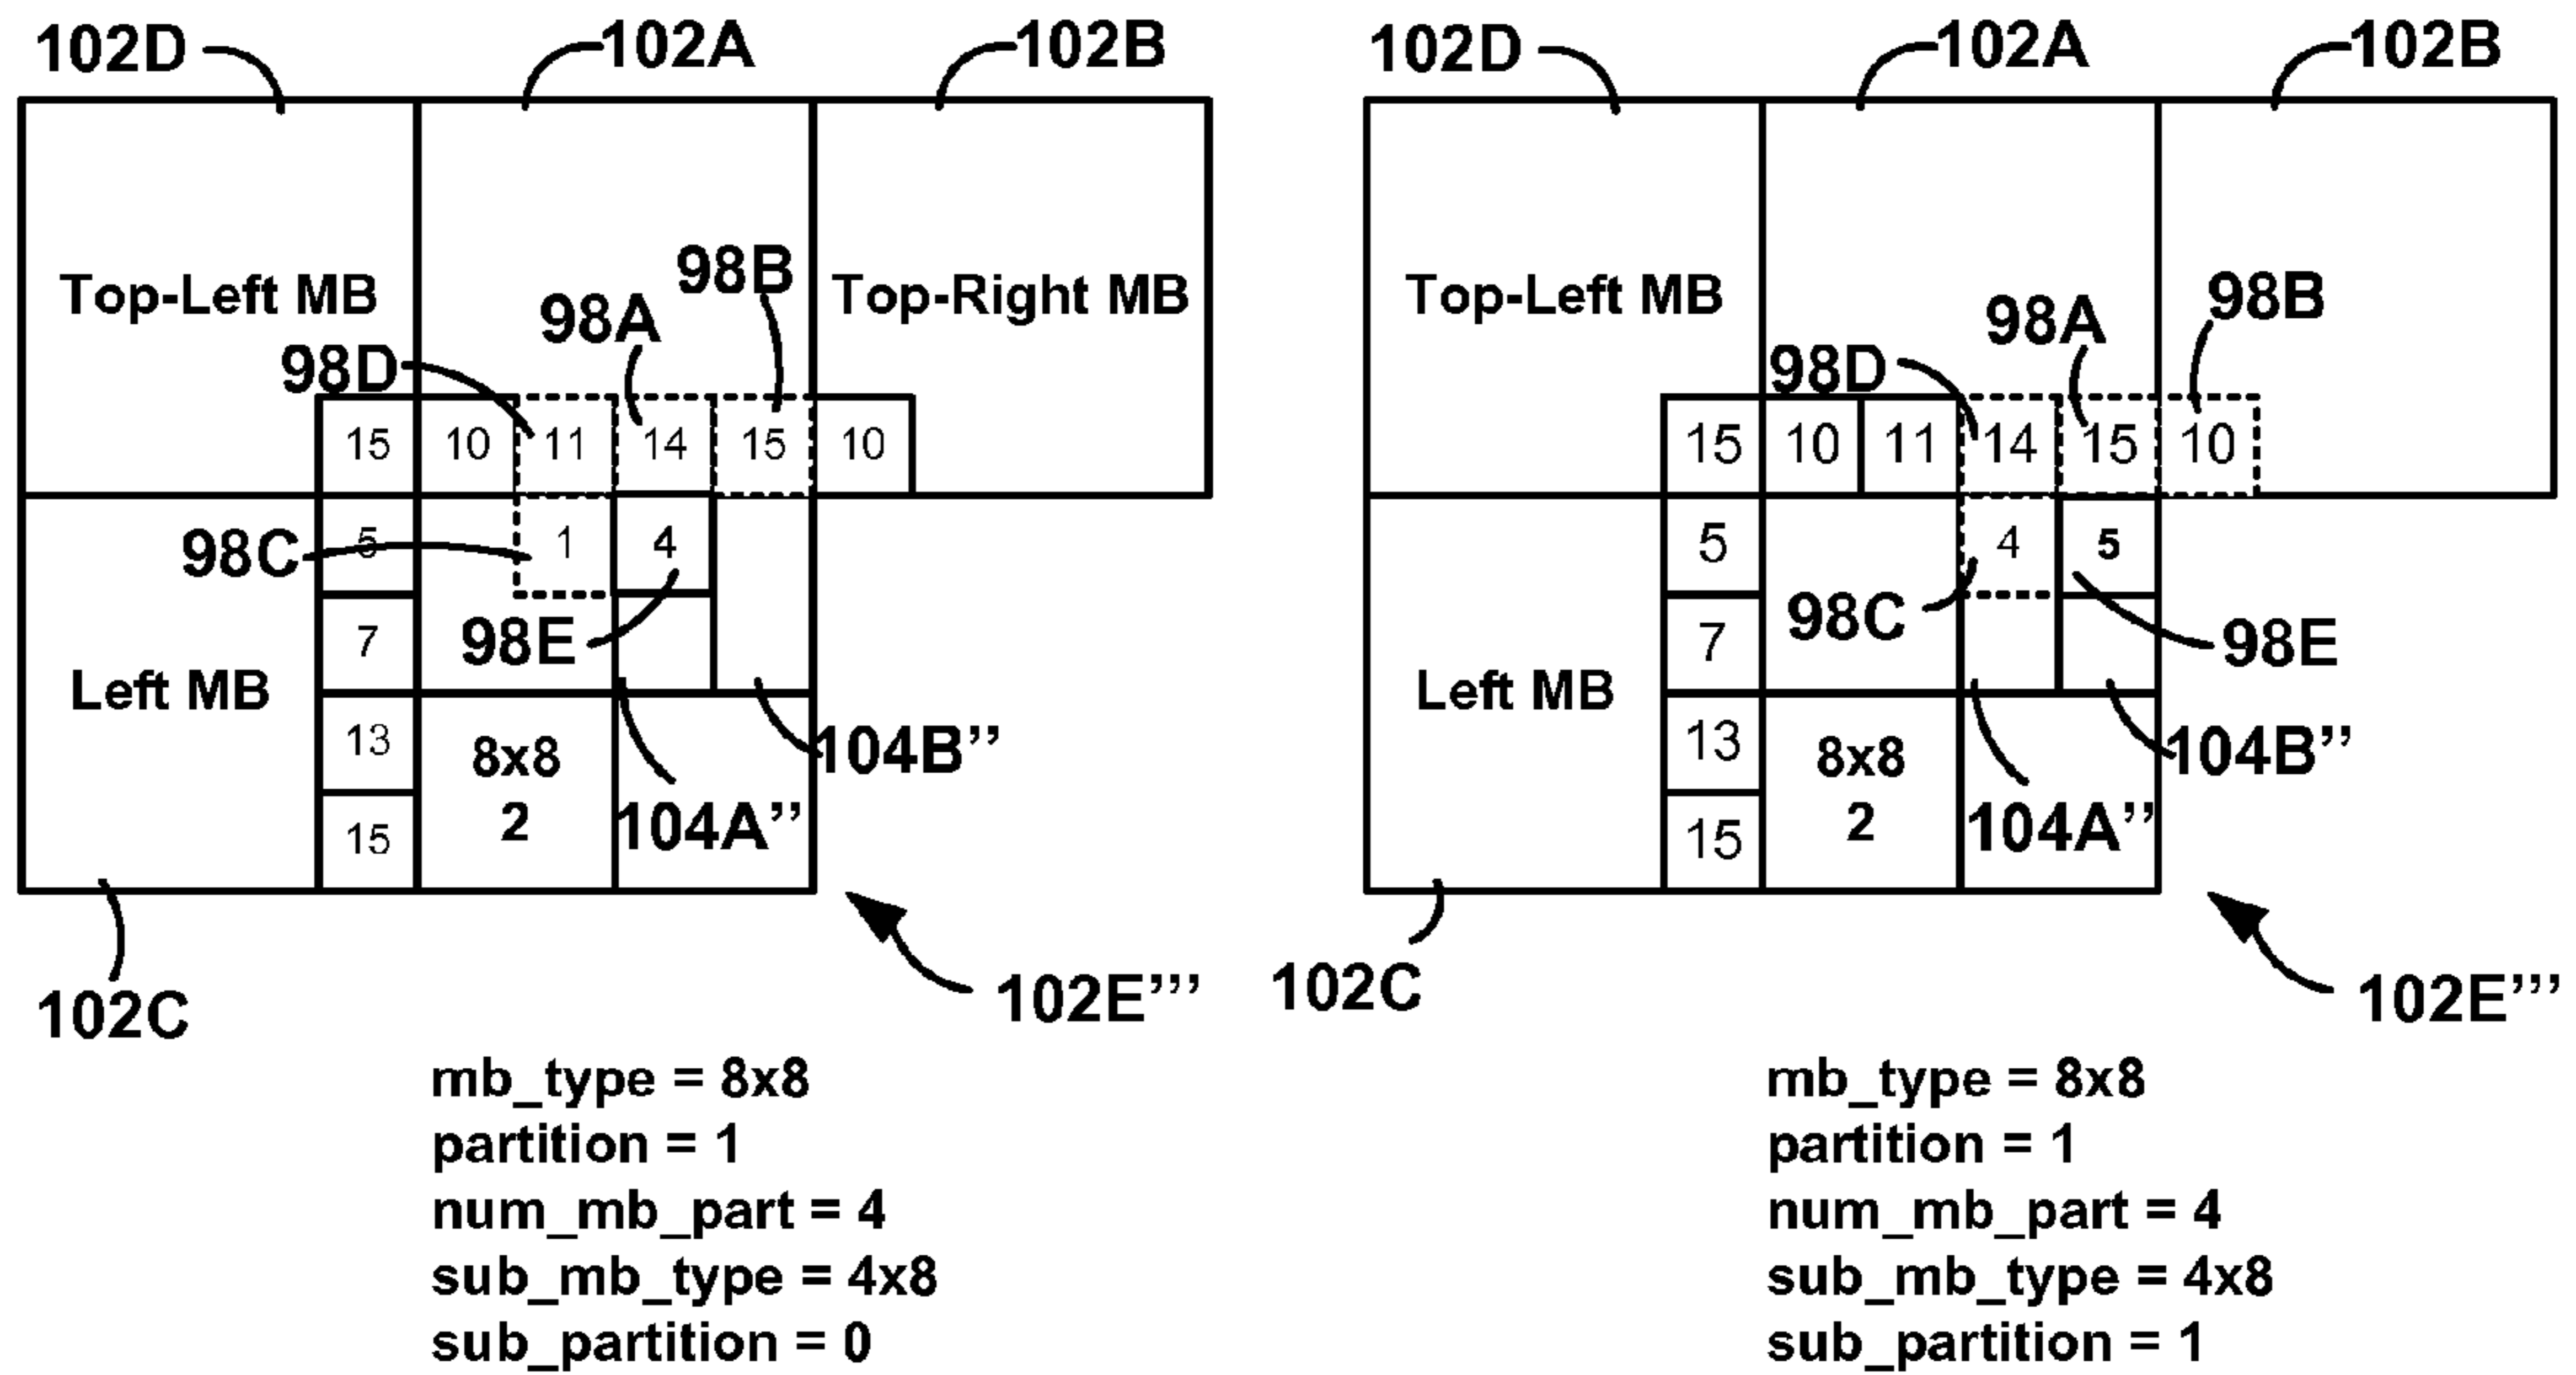 102D 102A 102B 102D 102A 102B
Top-Left MB 98A 98B Top-Right MB Top-Left MB 98A 98B
98D 98D
15 10 11 14 15 10 15 10 11 14 15 10
98C 5 1 4 5 4 5
7 98E 7 98C 98E
Left MB Left MB
13 8x8 104B’’ 13 8x8 104B’’
15 2 104A’’ 15 2 104A’’
102C 102E’’’ 102C 102E’’’
mb_type = 8x8
partition = 1
num_mb_part = 4
sub_mb_type = 4x8
sub_partition = 0
mb_type = 8x8
partition = 1
num_mb_part = 4
sub_mb_type = 4x8
sub_partition = 1